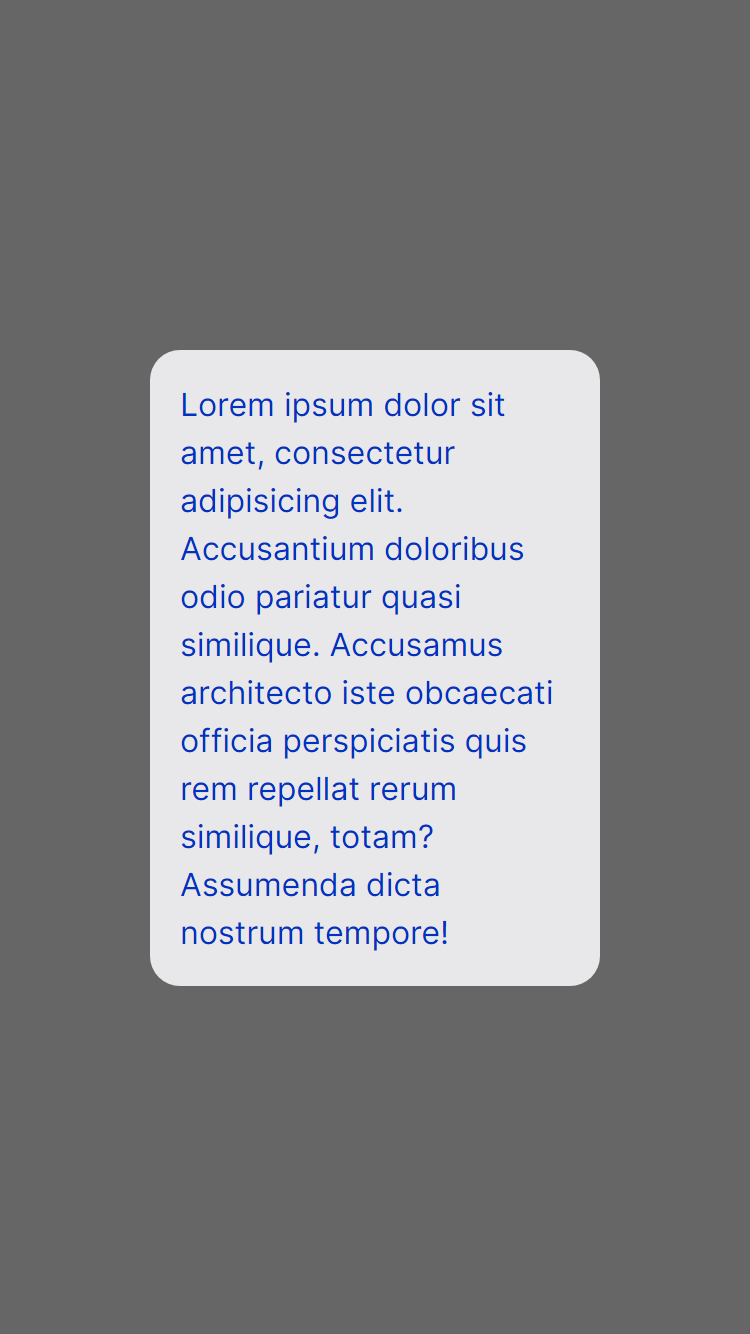 Lorem ipsum dolor sit
amet, consectetur
adipisicing elit.
Accusantium doloribus
odio pariatur quasi
similique. Accusamus
architecto iste obcaecati
officia perspiciatis quis
rem repellat rerum
similique, totam?
Assumenda dicta
nostrum tempore!